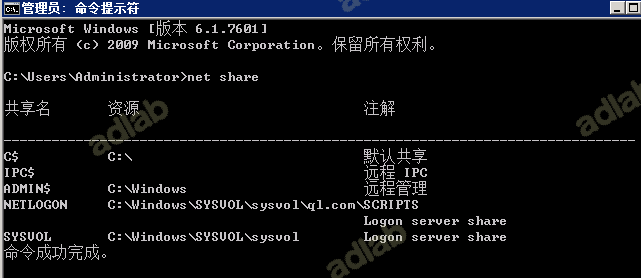 管理员: 命令提示符
Microsoft Windows [版本 6.1.7601]
版权所有 (c) 2009 Microsoft Corporation。保留所有权利。
C:\Users\Administrator>net share
共享名 资源 注解
-------------------------------------------------------------------------------
C$ C:\ 默认共享
IPC$ 远程 IPC
ADMIN$ C:\Windows 远程管理
NETLOGON C:\Windows\SYSVOL\sysvol\ql.com\SCRIPTS
Logon server share
SYSVOL C:\Windows\SYSVOL\sysvol Logon server share
命令成功完成。
adlab
adlab
adlab
adlab